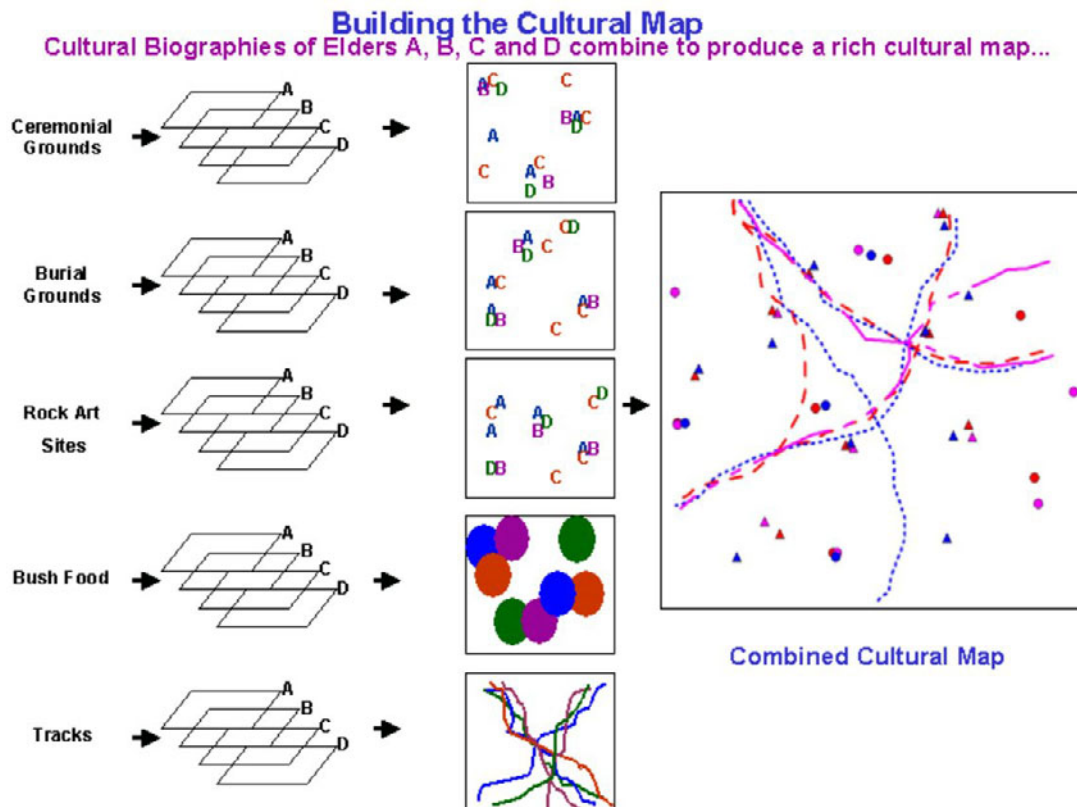 Building the Cultural Map
Cultural Biographies of Elders A, B, C and D combine to produce a rich cultural map...
Ceremonial
Grounds
A
B
C
D
A C C
B D
B A C
D
A
C
C A
B
D
Burial
Grounds
A
B
C
D
C D
A
B C
D
A C
A B
A C
D B
C
Rock Art
Sites
A
B
C
D
D
A C
C A
D
A B
A B
C
D B
C
Bush Food
A
B
C
D
Tracks
A
B
C
D
Combined Cultural Map